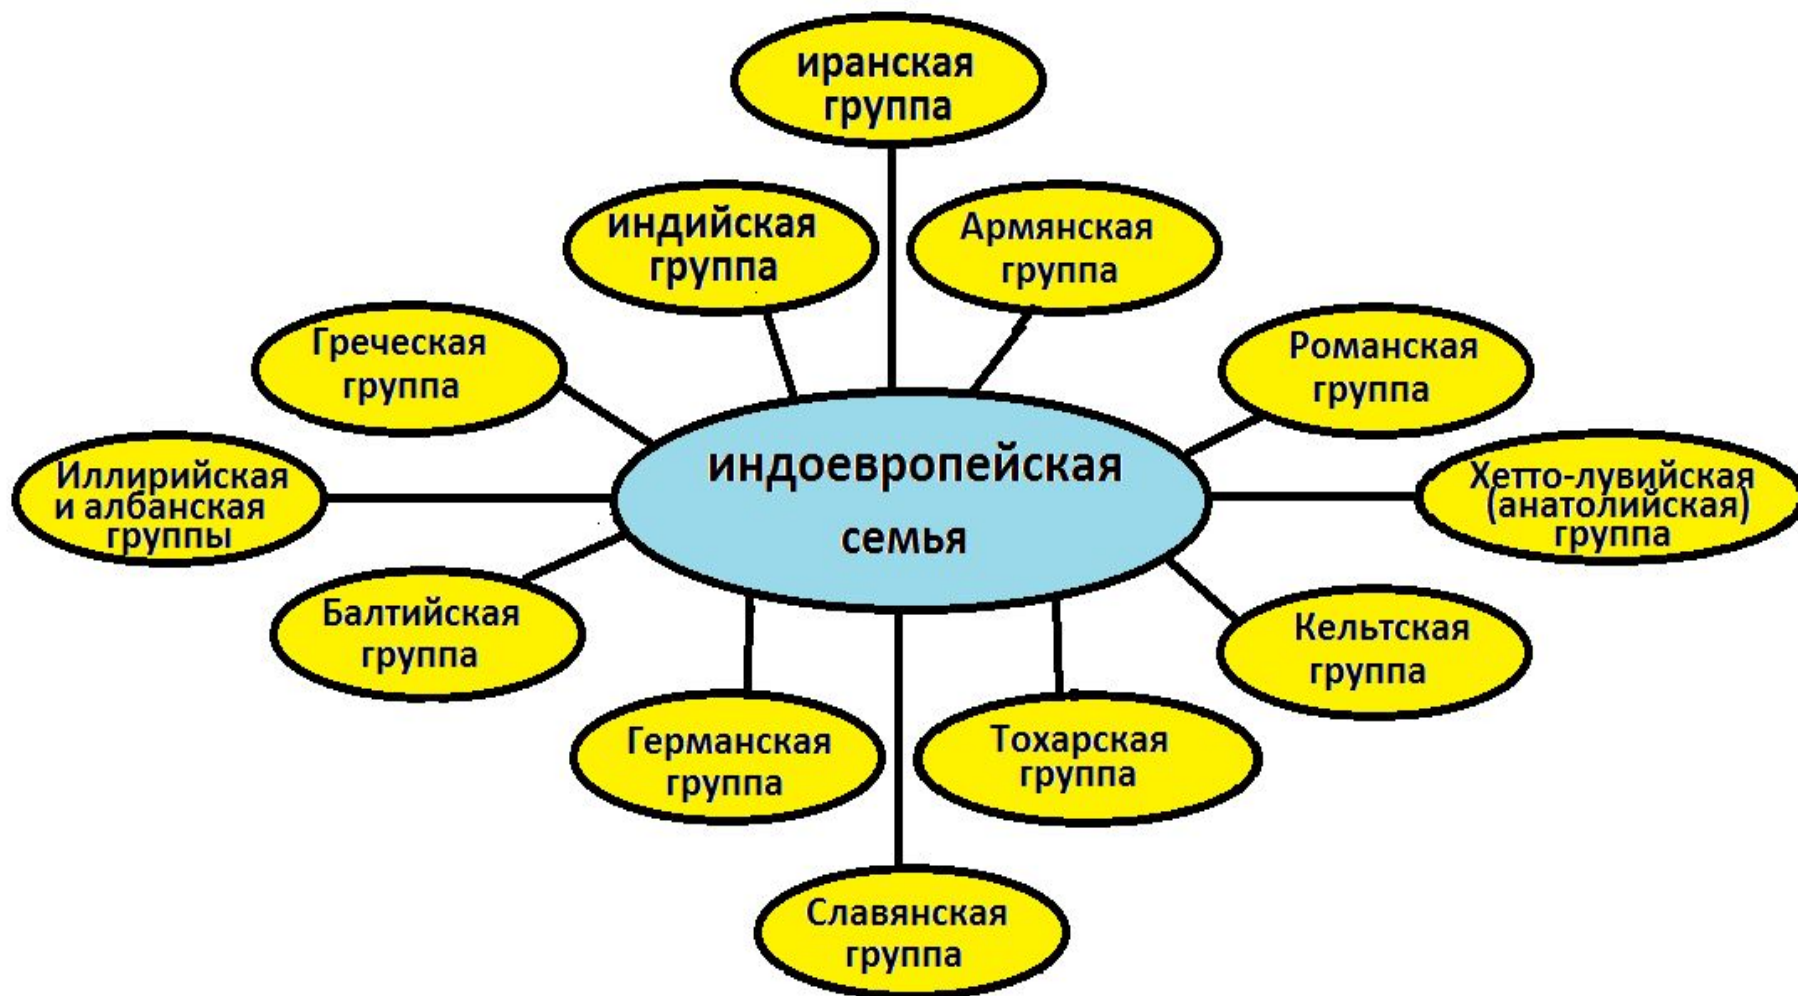 иранская
группа
индийская
группа
Армянская
группа
Греческая
группа
Романская
группа
Иллирийская
и албанская
группы
индоевропейская
семья
Хетто-лувийская
(анатолийская)
группа
Балтийская
группа
Кельтская
группа
Германская
группа
Тохарская
группа
Славянская
группа